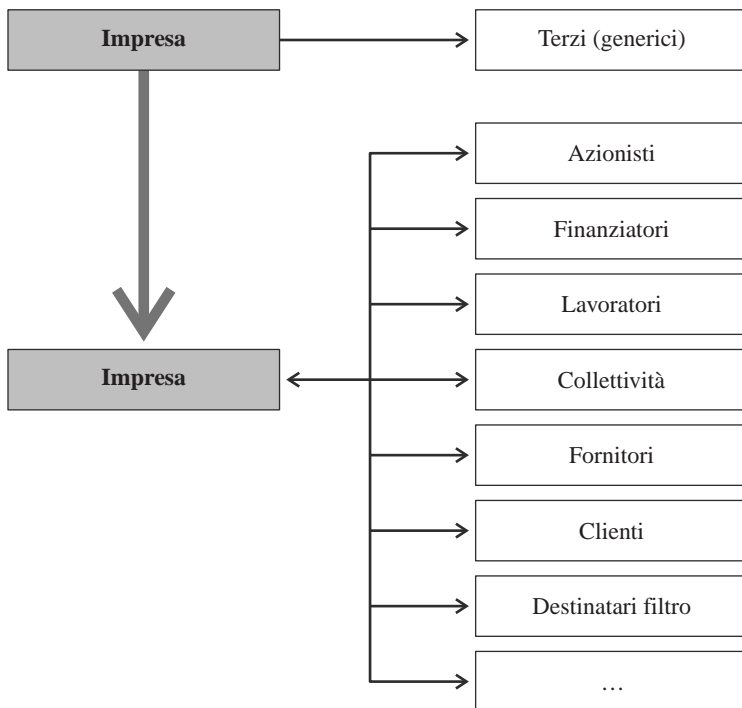 Impresa
Terzi (generici)
Azionisti
Finanziatori
Lavoratori
Impresa
Collettività
Fornitori
Clienti
Destinatari filtro
…